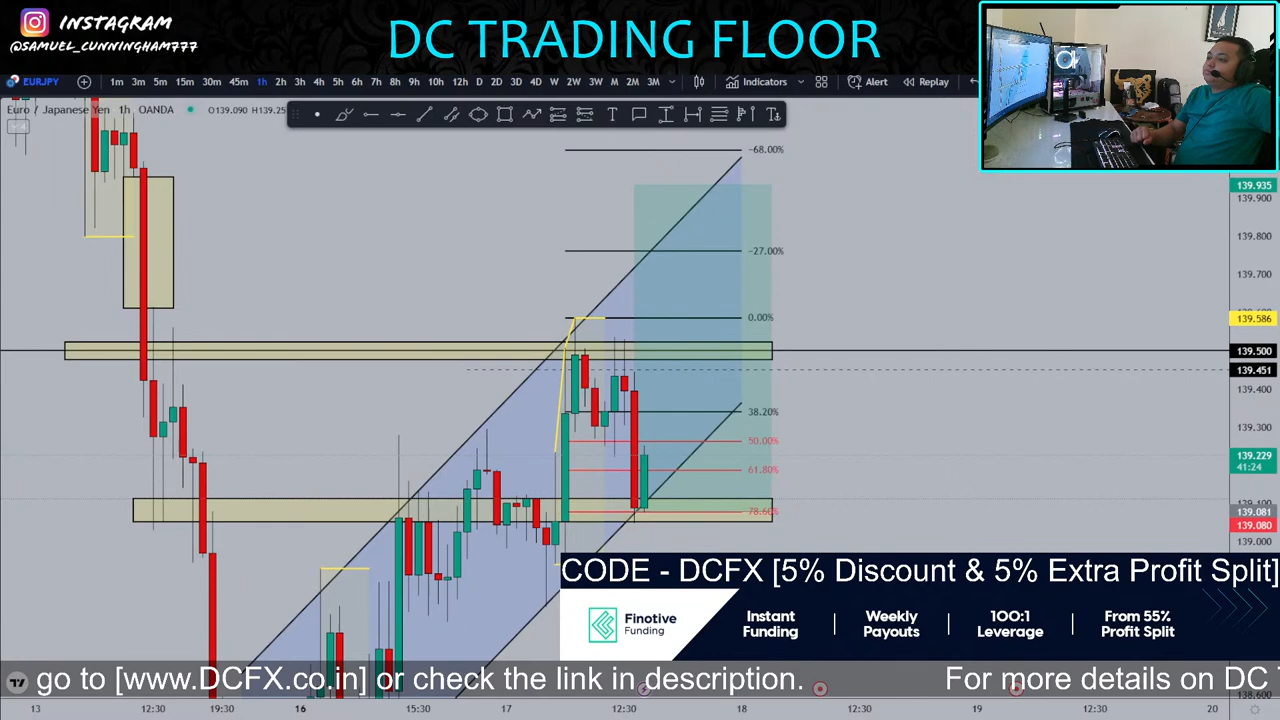 INSTAGRAM
@SAMUEL_CUNNINGHAM777
DC TRADING FLOOR
EURJPY
1m 3m 5m 15m 30m 45m 1h 2h 3h 4h 5h 6h 7h 8h 9h 10h 12h D 2D 3D 4D W 2W 3W M 2M 3M
Indicators
Alert
Replay
Euro / Japanese Yen 1h OANDA
O139.090 H139.25
−68.00%
−27.00%
0.00%
38.20%
50.00%
61.80%
78.60%
139.935
139.900
139.800
139.700
139.586
139.500
139.451
139.400
139.300
139.229
41:24
139.081
139.080
139.000
138.600
CODE - DCFX [5% Discount & 5% Extra Profit Split]
Finotive
Funding
Instant
Funding
Weekly
Payouts
100:1
Leverage
From 55%
Profit Split
go to [www.DCFX.co.in] or check the link in description.
For more details on DC
13 12:30 19:30 16 15:30 17 12:30 18 12:30 19 12:30 20